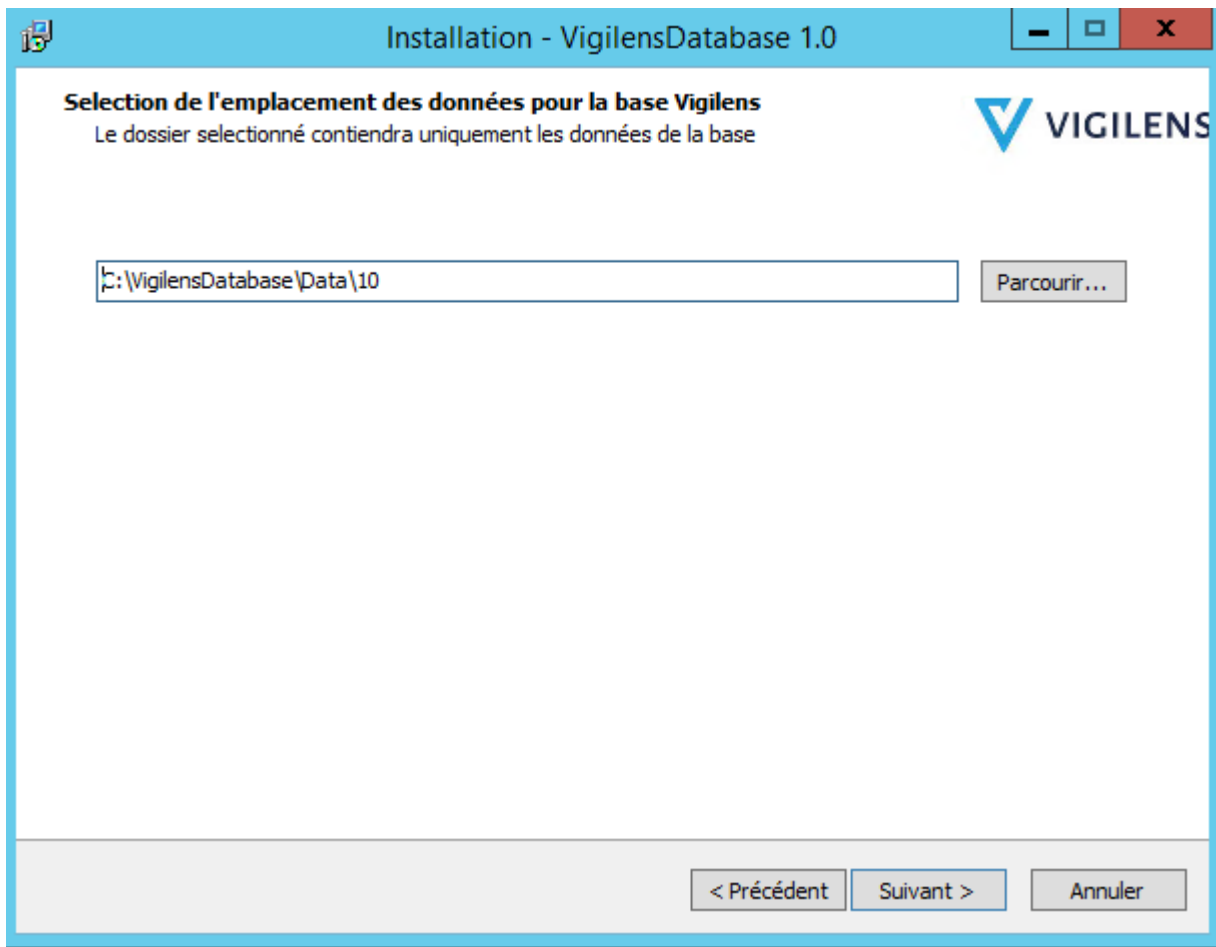 Installation - VigilensDatabase 1.0
Selection de l'emplacement des données pour la base Vigilens
Le dossier selectionné contiendra uniquement les données de la base
VIGILENS
C:\VigilensDatabase\Data\10
Parcourir...
< Précédent
Suivant >
Annuler